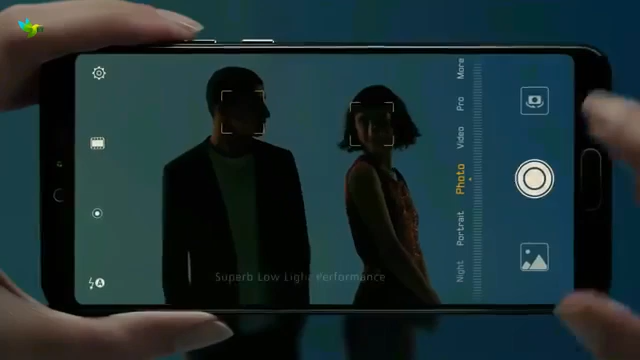 More
Pro
Video
Photo
Portrait
Night
A
Superb Low Light Performance